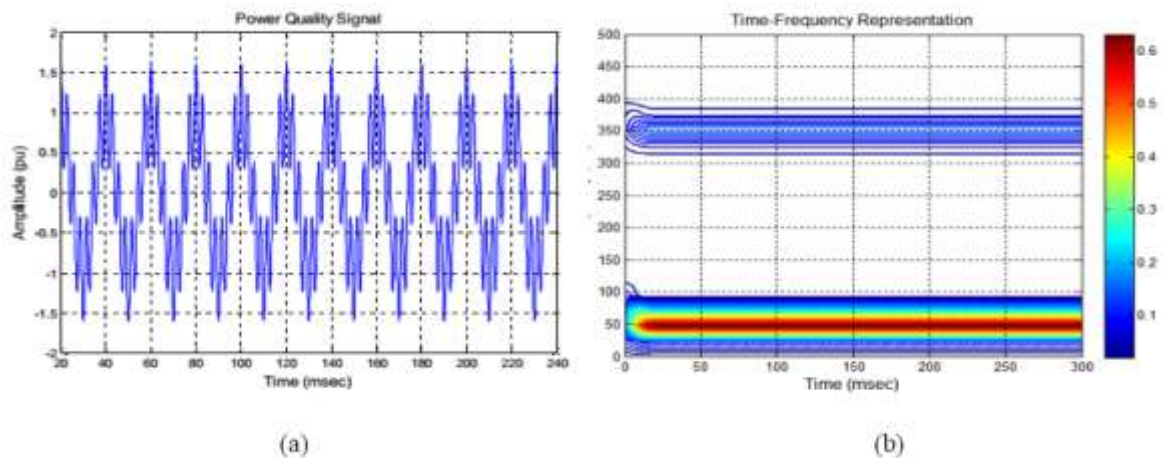 Power Quality Signal
Amplitude (pu)
2
1.5
1
0.5
0
-0.5
-1
-1.5
-2
20 40 60 80 100 120 140 160 180 200 220 240
Time (msec)
(a)
Time-Frequency Representation
500
450
400
350
300
250
200
150
100
50
0
0 50 100 150 200 250 300
Time (msec)
0.6
0.5
0.4
0.3
0.2
0.1
(b)